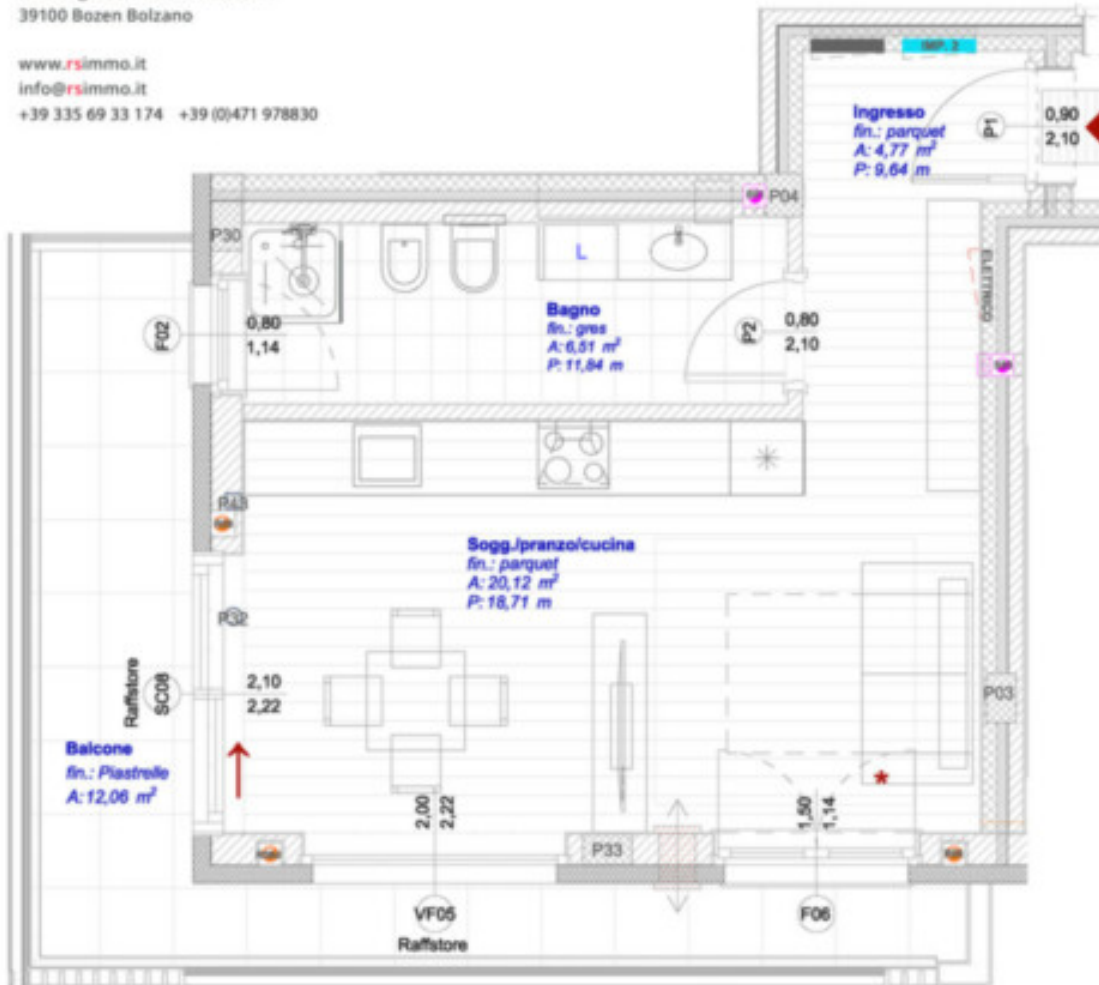 39100 Bozen Bolzano
www.rsimmo.it
info@rsimmo.it
+39 335 69 33 174 +39 (0)471 978830
IMP. 2
Ingresso
fin.: parquet
A: 4,77 m²
P: 9,64 m
P1
0,90
2,10
P04
P30
L
ELETTRICO
Bagno
fin.: gres
A: 6,51 m²
P: 11,84 m
F02
0,80
1,14
P2
0,80
2,10
P43
Sogg./pranzo/cucina
fin.: parquet
A: 20,12 m²
P: 18,71 m
P32
Raffstore
SC08
2,10
2,22
P03
Balcone
fin.: Piastrelle
A: 12,06 m²
*
2,00
2,22
1,50
1,14
P33
VF05
Raffstore
F06